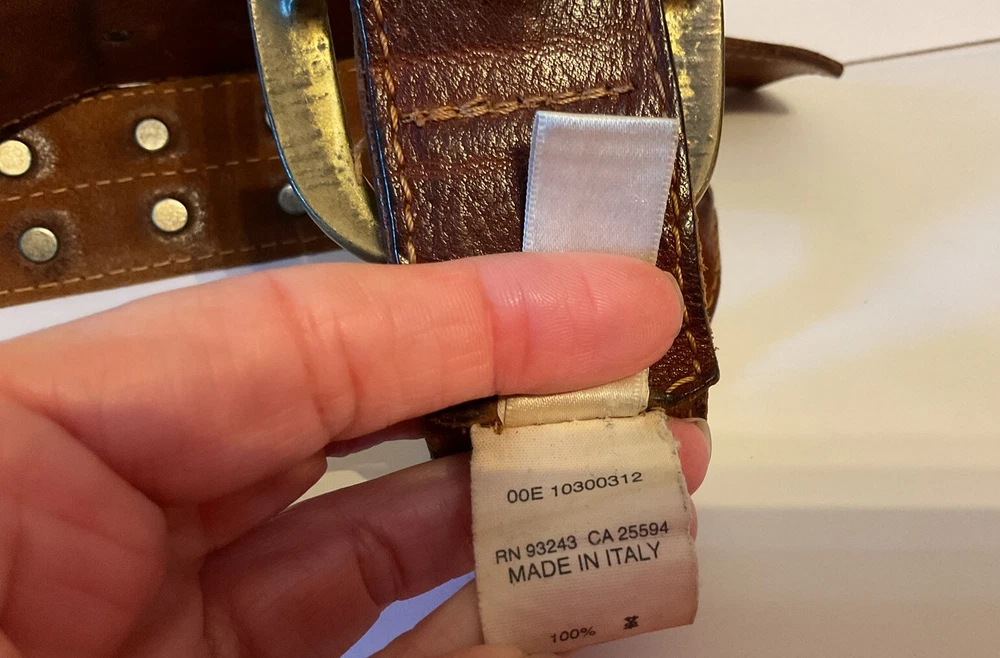 00E 10300312
RN 93243 CA 25594
MADE IN ITALY
100%